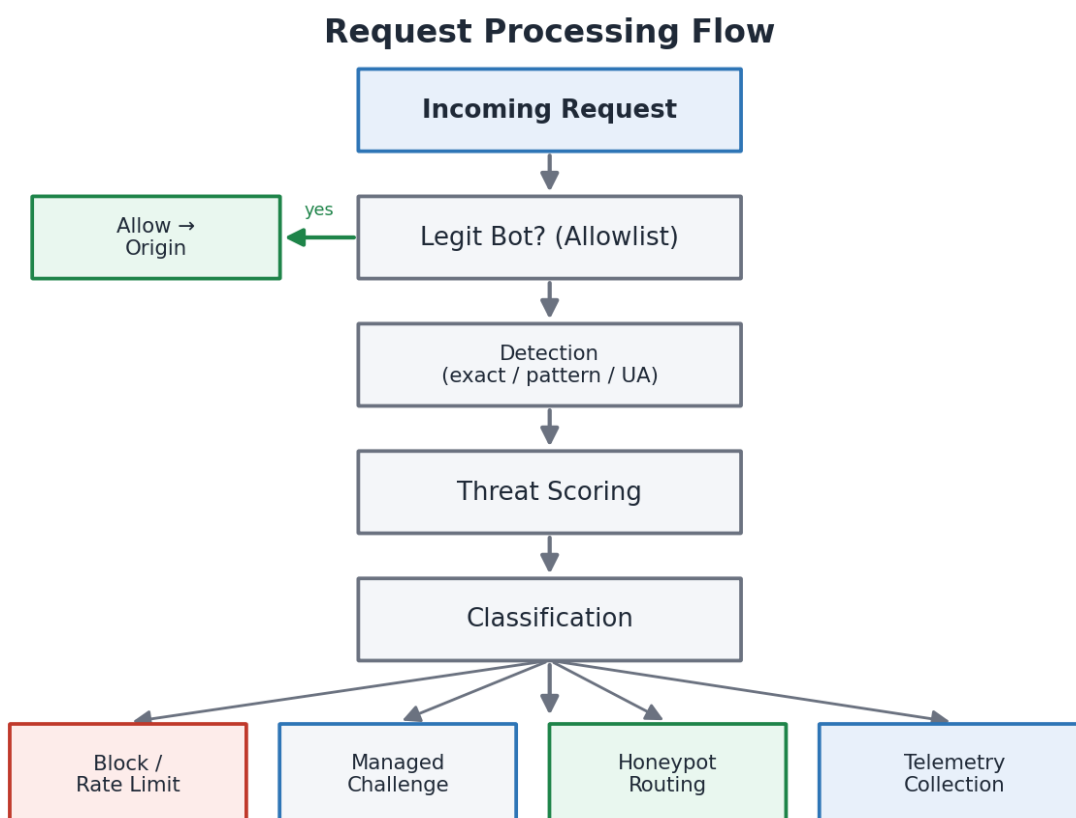 Request Processing Flow
Incoming Request
yes
Allow →
Origin
Legit Bot? (Allowlist)
Detection
(exact / pattern / UA)
Threat Scoring
Classification
Block /
Rate Limit
Managed
Challenge
Honeypot
Routing
Telemetry
Collection